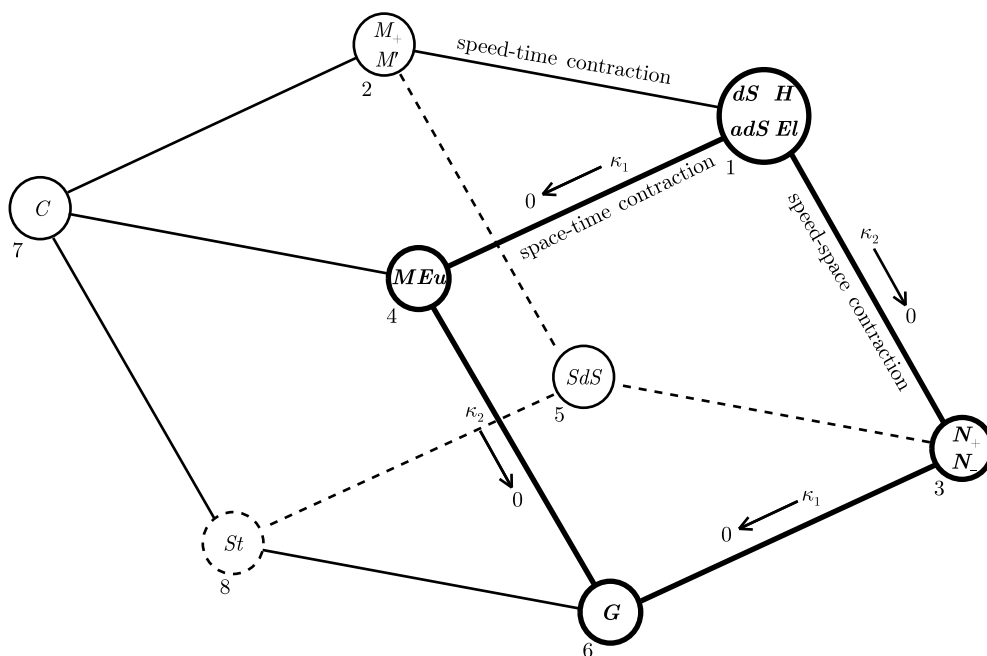 M₊
M'
2
speed-time contraction
dS H
adS El
1
κ₁
0
space-time contraction
C
7
κ₂
0
speed-space contraction
M Eu
4
SdS
5
κ₂
0
N₊
N₋
3
κ₁
0
St
8
G
6